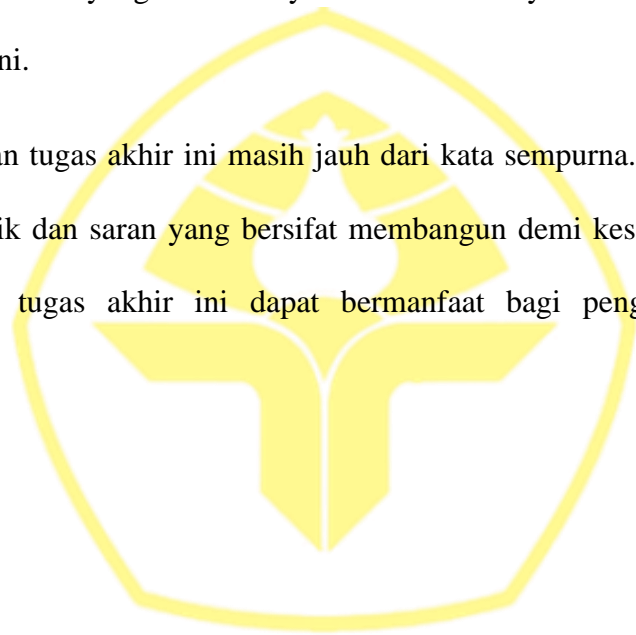 ni.
an tugas akhir ini masih jauh dari kata sempurna.
ik dan saran yang bersifat membangun demi kes
tugas akhir ini dapat bermanfaat bagi peng